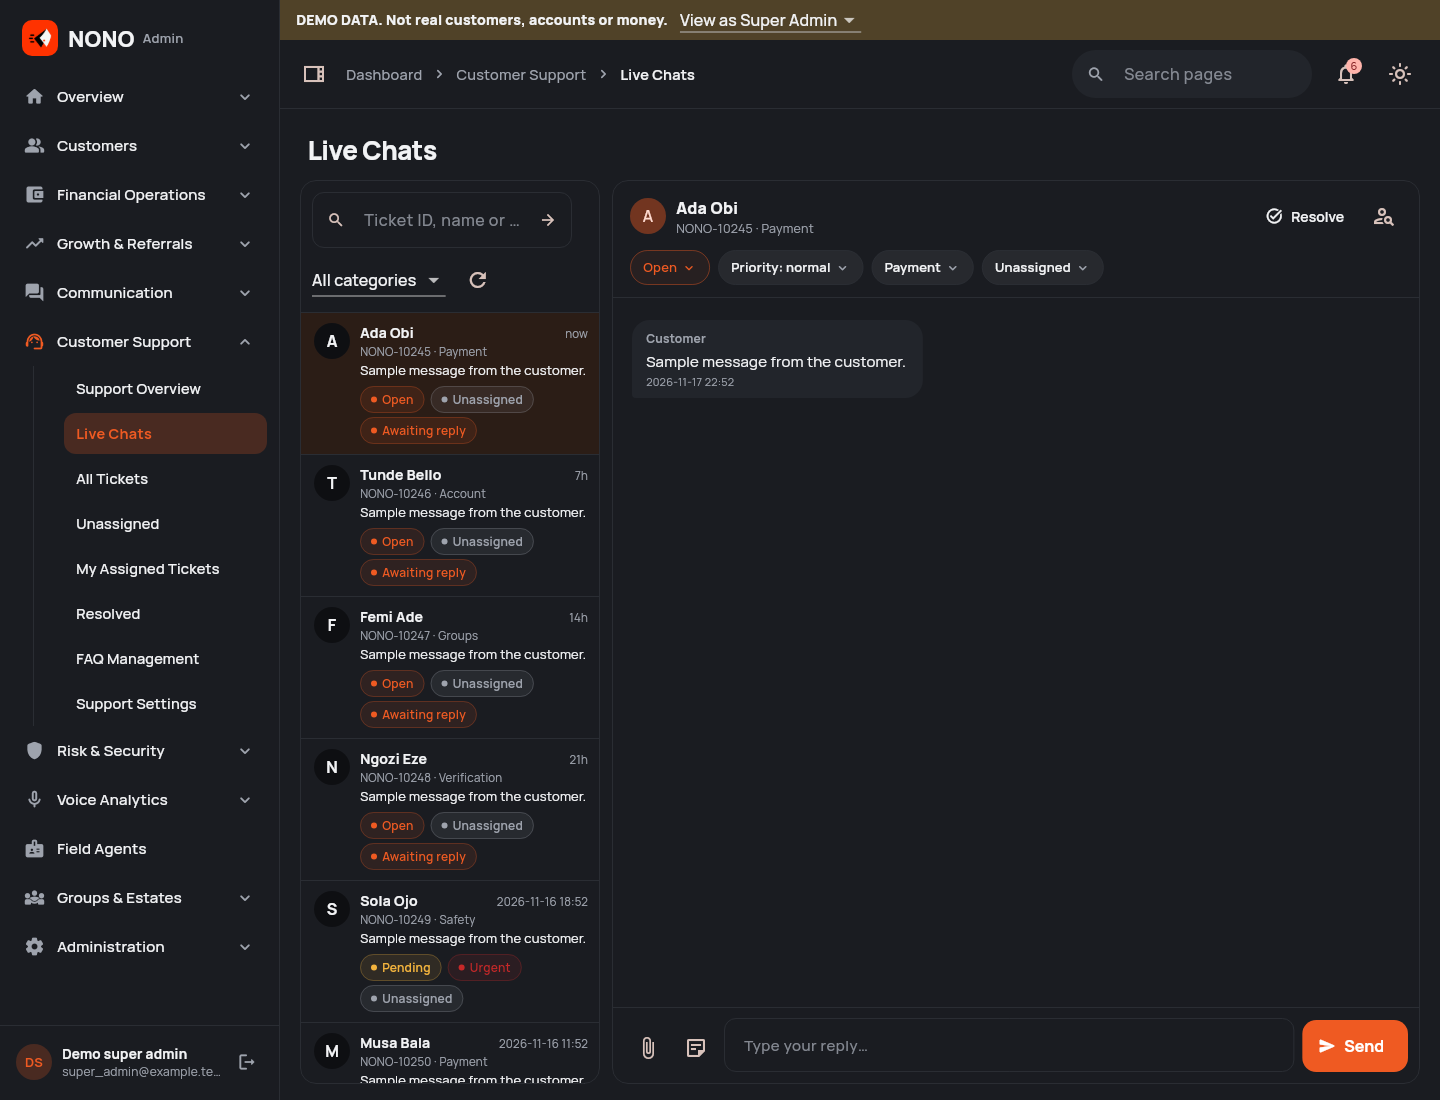 DEMO DATA. Not real customers, accounts or money. View as Super Admin
NONO Admin
Overview
Customers
Financial Operations
Growth & Referrals
Communication
Customer Support
Support Overview
Live Chats
All Tickets
Unassigned
My Assigned Tickets
Resolved
FAQ Management
Support Settings
Risk & Security
Voice Analytics
Field Agents
Groups & Estates
Administration
DS
Demo super admin
super_admin@example.te...
Dashboard > Customer Support > Live Chats
Search pages
6
Live Chats
Ticket ID, name or ...
All categories
A
Ada Obi now
NONO-10245 · Payment
Sample message from the customer.
Open Unassigned
Awaiting reply
T
Tunde Bello 7h
NONO-10246 · Account
Sample message from the customer.
Open Unassigned
Awaiting reply
F
Femi Ade 14h
NONO-10247 · Groups
Sample message from the customer.
Open Unassigned
Awaiting reply
N
Ngozi Eze 21h
NONO-10248 · Verification
Sample message from the customer.
Open Unassigned
Awaiting reply
S
Sola Ojo 2026-11-16 18:52
NONO-10249 · Safety
Sample message from the customer.
Pending Urgent
Unassigned
M
Musa Bala 2026-11-16 11:52
NONO-10250 · Payment
Sample message from the customer.
A
Ada Obi
NONO-10245 · Payment
Resolve
Open Priority: normal Payment Unassigned
Customer
Sample message from the customer.
2026-11-17 22:52
Type your reply...
Send